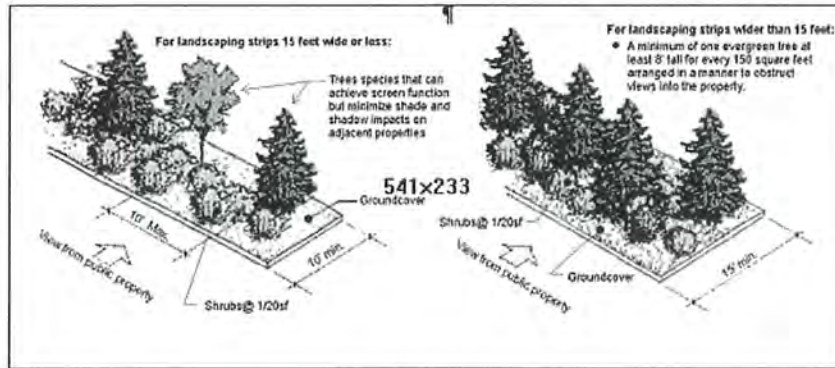 ¶
For landscaping strips 15 feet wide or less:
Trees species that can
achieve screen function
but minimize shade and
shadow impacts on
adjacent properties
541×233
Groundcover
10' Max.
10' min.
View from public property
Shrubs@ 1/20sf
For landscaping strips wider than 15 feet:
• A minimum of one evergreen tree at
least 8' tall for every 150 square feet
arranged in a manner to obstruct
views into the property.
Shrubs@ 1/20sf
Groundcover
15' min.
View from public property